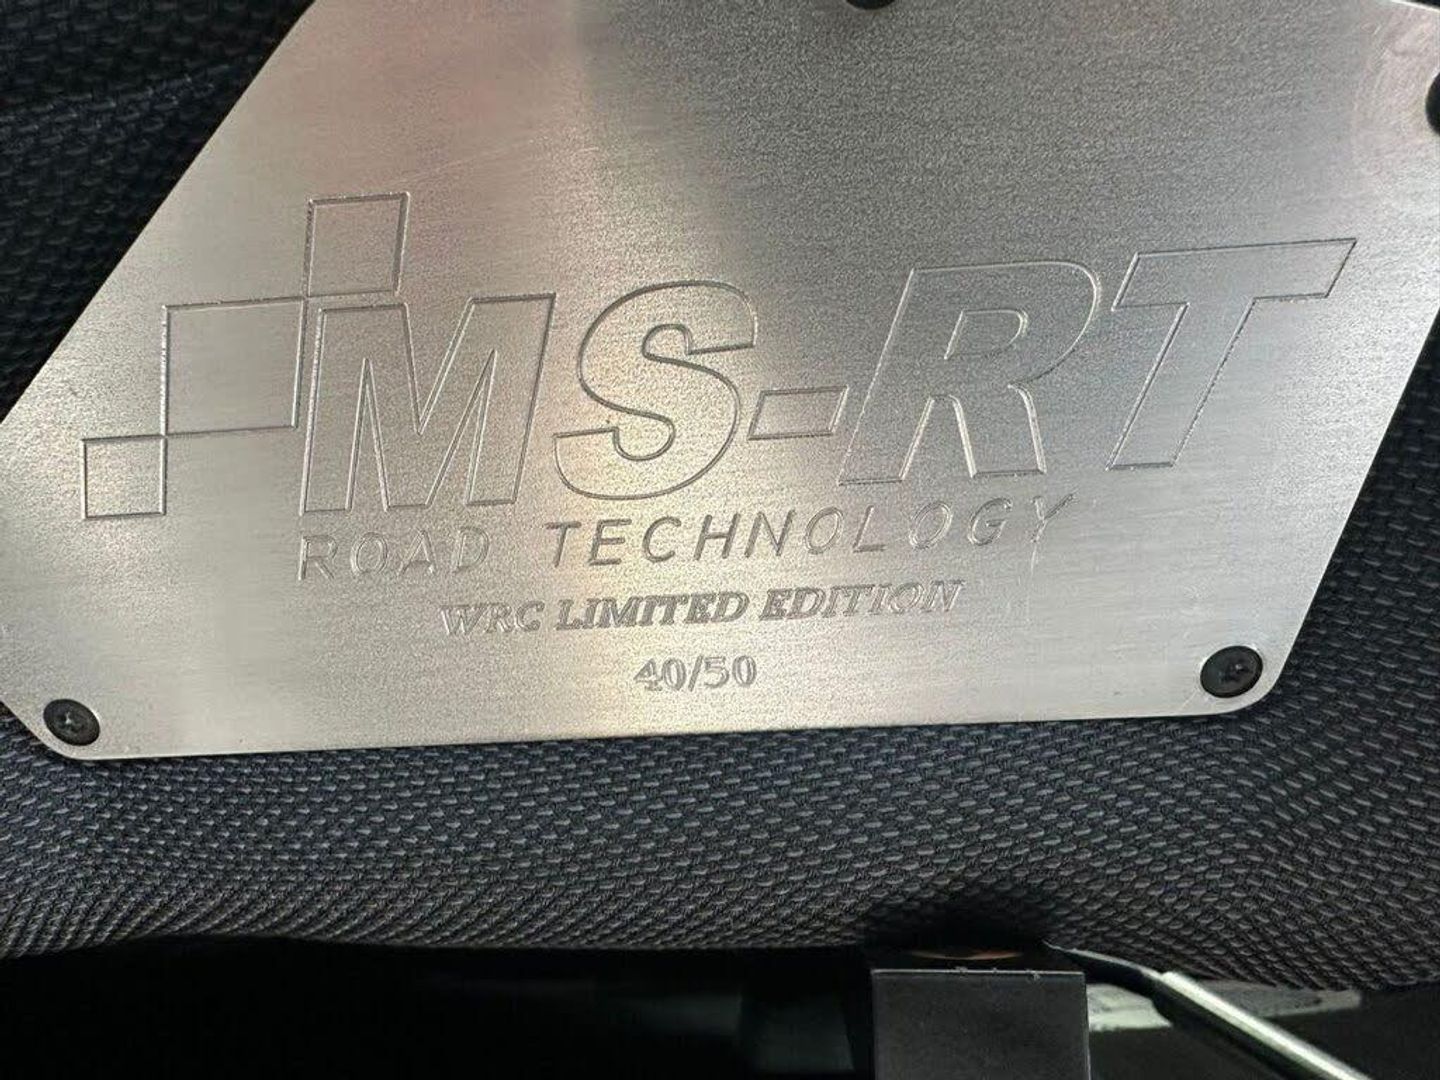 MS-RT
ROAD TECHNOLOGY
WRC LIMITED EDITION
40/50